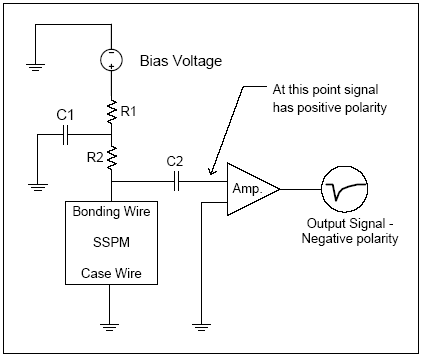 Bias Voltage
At this point signal
has positive polarity
C1
R1
R2
C2
Amp.
Bonding Wire
SSPM
Case Wire
Output Signal -
Negative polarity